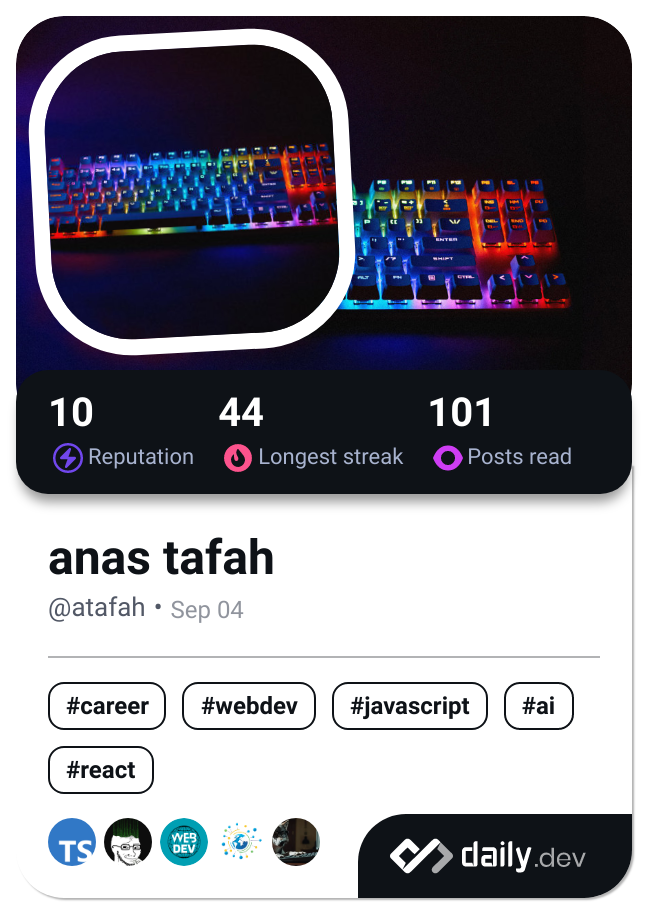 10 44 101
Reputation Longest streak Posts read
anas tafah
@atafah • Sep 04
#career #webdev #javascript #ai
#react
TS WEB DEV
daily.dev